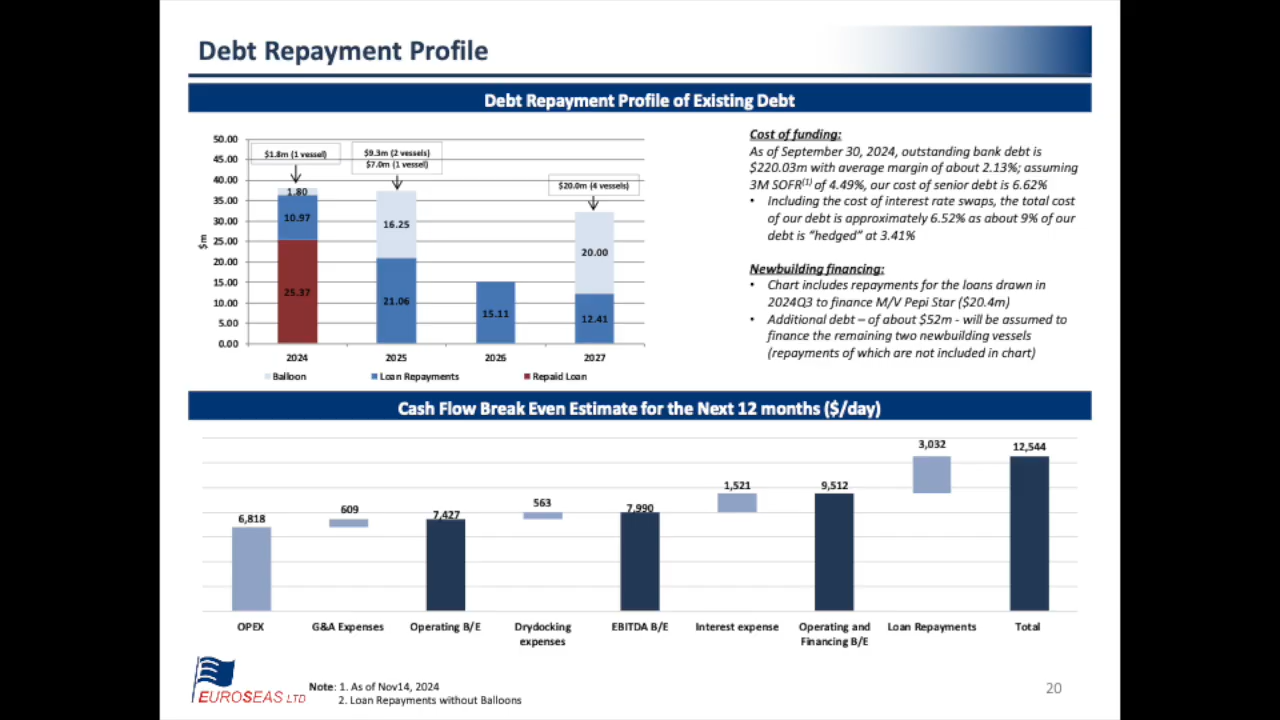 Debt Repayment Profile
Debt Repayment Profile of Existing Debt
50.00
45.00
40.00
35.00
30.00
25.00
20.00
15.00
10.00
5.00
0.00
$m
$1.8m (1 vessel)
$9.3m (2 vessels)
$7.0m (1 vessel)
$20.0m (4 vessels)
1.80
10.97
25.37
16.25
21.06
15.11
20.00
12.41
2024 2025 2026 2027
Balloon Loan Repayments Repaid Loan
Cost of funding:
As of September 30, 2024, outstanding bank debt is
$220.03m with average margin of about 2.13%; assuming
3M SOFR(1) of 4.49%, our cost of senior debt is 6.62%
• Including the cost of interest rate swaps, the total cost
of our debt is approximately 6.52% as about 9% of our
debt is “hedged” at 3.41%
Newbuilding financing:
• Chart includes repayments for the loans drawn in
2024Q3 to finance M/V Pepi Star ($20.4m)
• Additional debt – of about $52m - will be assumed to
finance the remaining two newbuilding vessels
(repayments of which are not included in chart)
Cash Flow Break Even Estimate for the Next 12 months ($/day)
6,818
609
7,427
563
7,990
1,521
9,512
3,032
12,544
OPEX
G&A Expenses
Operating B/E
Drydocking
expenses
EBITDA B/E
Interest expense
Operating and
Financing B/E
Loan Repayments
Total
EUROSEAS LTD
Note: 1. As of Nov14, 2024
2. Loan Repayments without Balloons
20